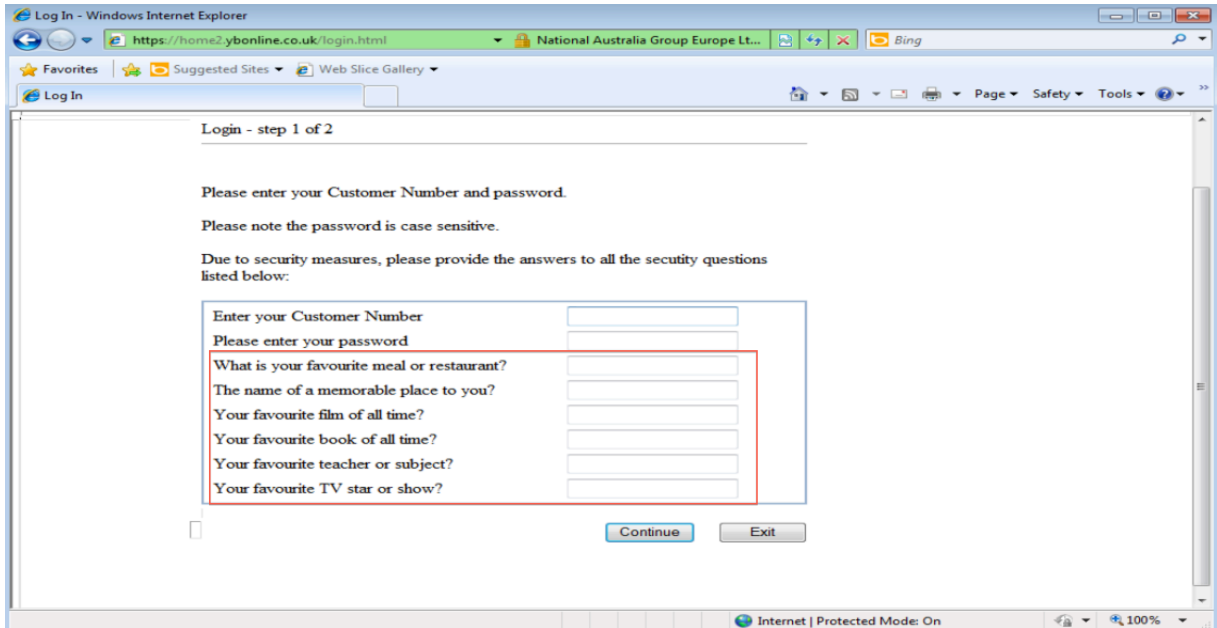 Log In - Windows Internet Explorer
https://home2.ybonline.co.uk/login.html National Australia Group Europe Lt... Bing
Favorites Suggested Sites Web Slice Gallery
Log In Page Safety Tools »
Login - step 1 of 2
Please enter your Customer Number and password.
Please note the password is case sensitive.
Due to security measures, please provide the answers to all the secutity questions
listed below:
Enter your Customer Number
Please enter your password
What is your favourite meal or restaurant?
The name of a memorable place to you?
Your favourite film of all time?
Your favourite book of all time?
Your favourite teacher or subject?
Your favourite TV star or show?
Continue Exit
Internet | Protected Mode: On 100%